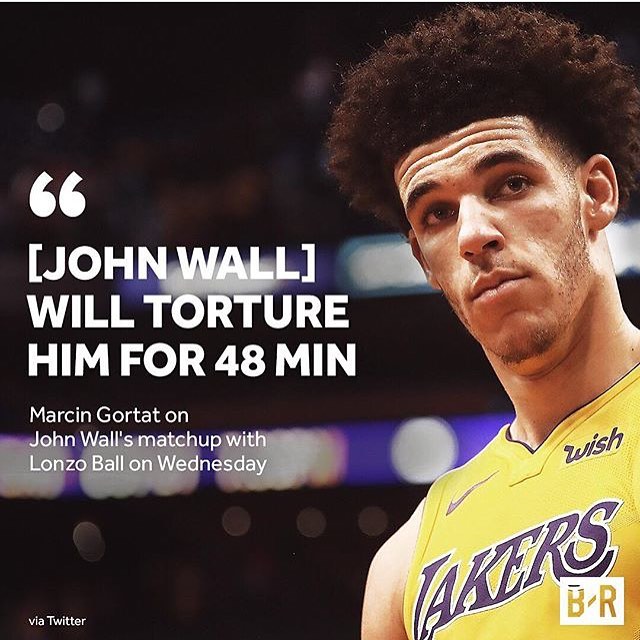 “
[JOHN WALL]
WILL TORTURE
HIM FOR 48 MIN
Marcin Gortat on
John Wall's matchup with
Lonzo Ball on Wednesday
wish
LAKERS
B-R
via Twitter